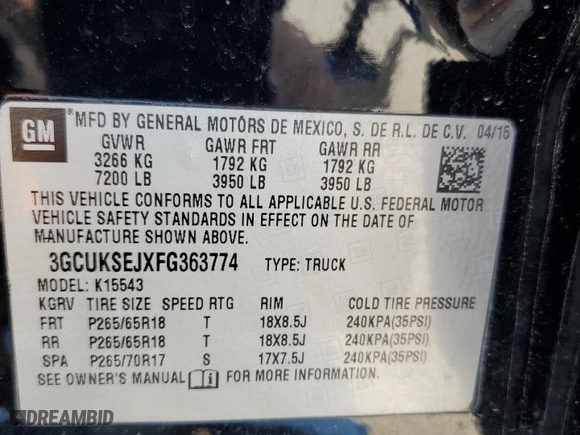 GM *MFD BY GENERAL MOTORS DE MEXICO, S. DE R.L. DE C.V. 04/15
GVWR GAWR FRT GAWR RR
3266 KG 1792 KG 1792 KG
7200 LB 3950 LB 3950 LB
THIS VEHICLE CONFORMS TO ALL APPLICABLE U.S. FEDERAL MOTOR
VEHICLE SAFETY STANDARDS IN EFFECT ON THE DATE OF
MANUFACTURE SHOWN ABOVE.
3GCUKSEJXFG363774 TYPE: TRUCK
MODEL: K15543
KGRV TIRE SIZE SPEED RTG RIM COLD TIRE PRESSURE
FRT P265/65R18 T 18X8.5J 240KPA(35PSI)
RR P265/65R18 T 18X8.5J 240KPA(35PSI)
SPA P265/70R17 S 17X7.5J 240KPA(35PSI)
SEE OWNER'S MANUAL FOR MORE INFORMATION.
DREAMBID